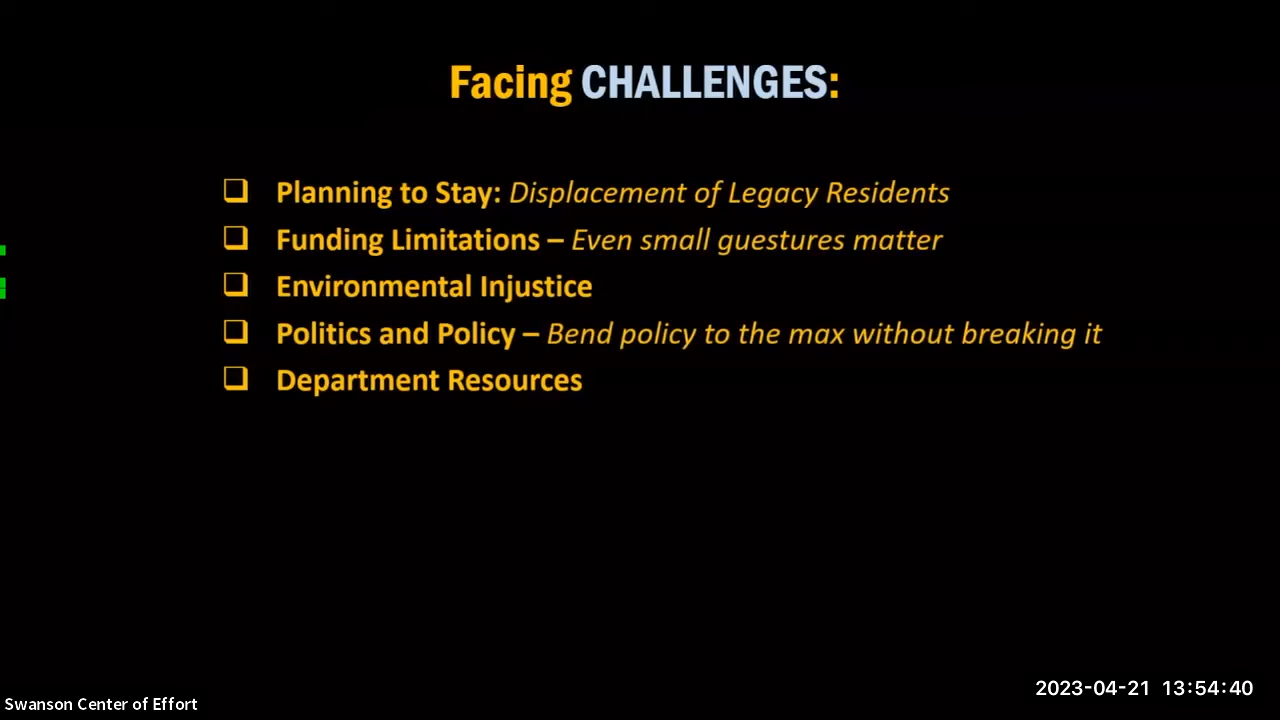 Facing CHALLENGES:
❑ Planning to Stay: Displacement of Legacy Residents
❑ Funding Limitations – Even small guestures matter
❑ Environmental Injustice
❑ Politics and Policy – Bend policy to the max without breaking it
❑ Department Resources
2023-04-21 13:54:40
Swanson Center of Effort